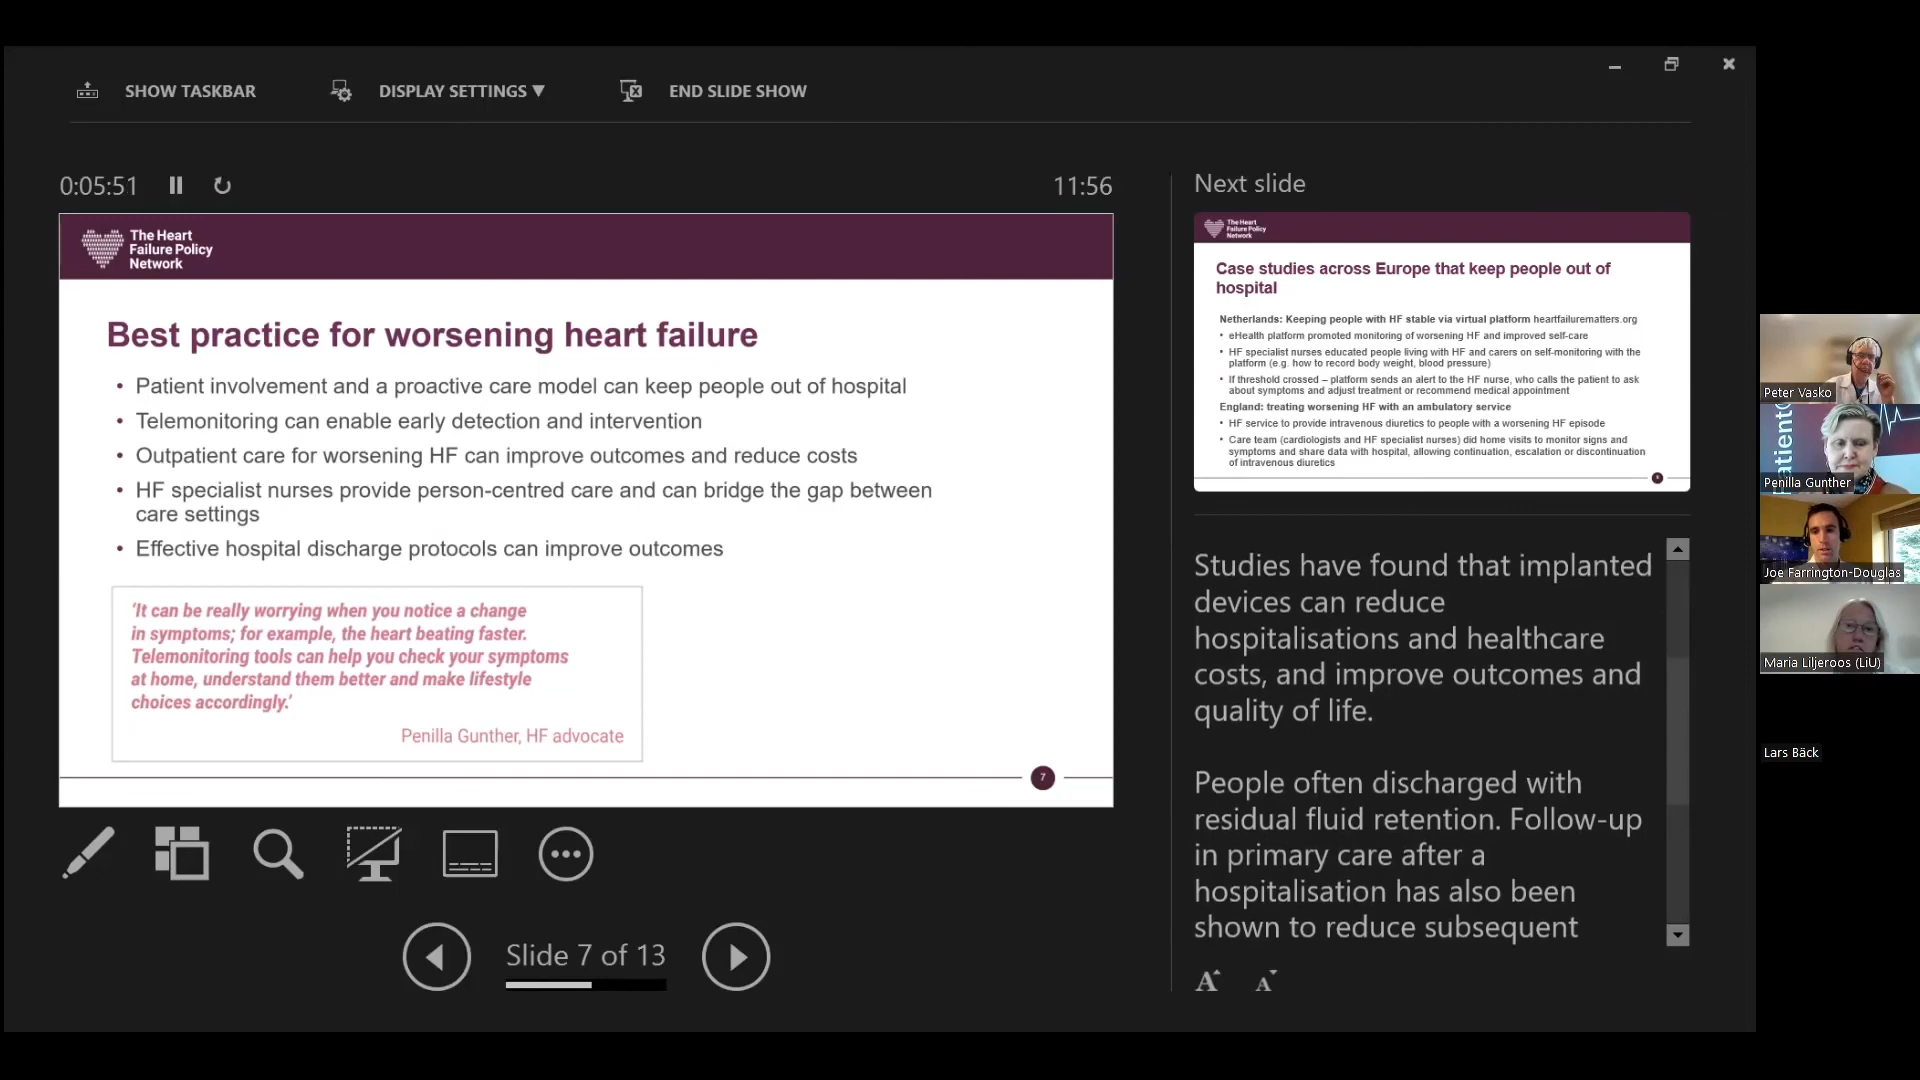 SHOW TASKBAR
DISPLAY SETTINGS ▼
END SLIDE SHOW
0:05:51
11:56
The Heart
Failure Policy
Network
Best practice for worsening heart failure
• Patient involvement and a proactive care model can keep people out of hospital
• Telemonitoring can enable early detection and intervention
• Outpatient care for worsening HF can improve outcomes and reduce costs
• HF specialist nurses provide person-centred care and can bridge the gap between
care settings
• Effective hospital discharge protocols can improve outcomes
‘It can be really worrying when you notice a change
in symptoms; for example, the heart beating faster.
Telemonitoring tools can help you check your symptoms
at home, understand them better and make lifestyle
choices accordingly.’
Penilla Gunther, HF advocate
7
Slide 7 of 13
Next slide
The Heart
Failure Policy
Network
Case studies across Europe that keep people out of
hospital
Netherlands: Keeping people with HF stable via virtual platform heartfailurematters.org
• eHealth platform promoted monitoring of worsening HF and improved self-care
• HF specialist nurses educated people living with HF and carers on self-monitoring with the
platform (e.g. how to record body weight, blood pressure)
• If threshold crossed – platform sends an alert to the HF nurse, who calls the patient to ask
about symptoms and adjust treatment or recommend medical appointment
England: treating worsening HF with an ambulatory service
• HF service to provide intravenous diuretics to people with a worsening HF episode
• Care team (cardiologists and HF specialist nurses) did home visits to monitor signs and
symptoms and share data with hospital, allowing continuation, escalation or discontinuation
of intravenous diuretics
Studies have found that implanted
devices can reduce
hospitalisations and healthcare
costs, and improve outcomes and
quality of life.
People often discharged with
residual fluid retention. Follow-up
in primary care after a
hospitalisation has also been
shown to reduce subsequent
A A
Peter Vasko
Penilla Gunther
Joe Farrington-Douglas
Maria Liljeroos (LiU)
Lars Bäck